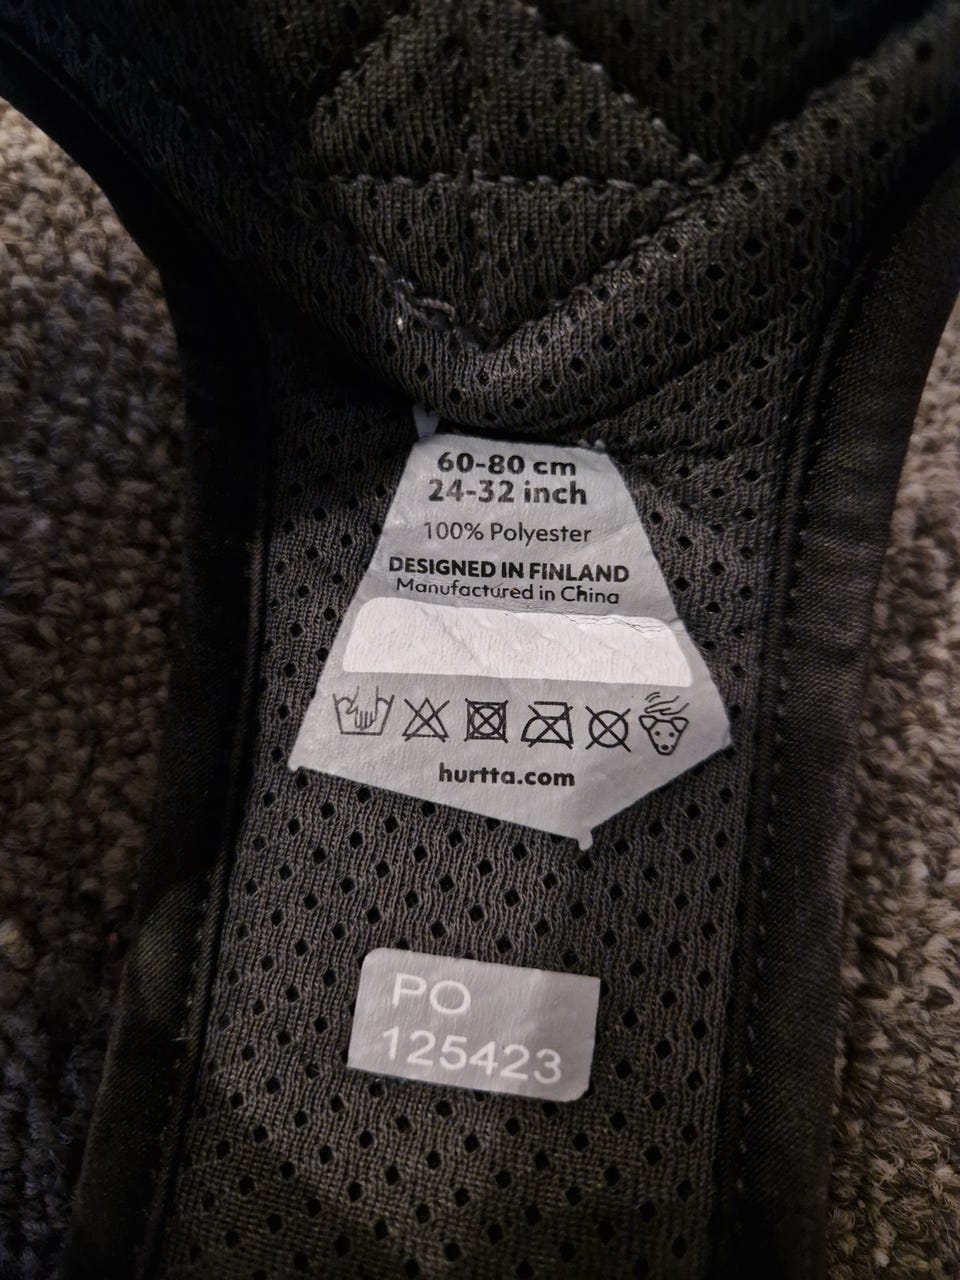 60-80 cm
24-32 inch
100% Polyester
DESIGNED IN FINLAND
Manufactured in China
hurtta.com
PO
125423